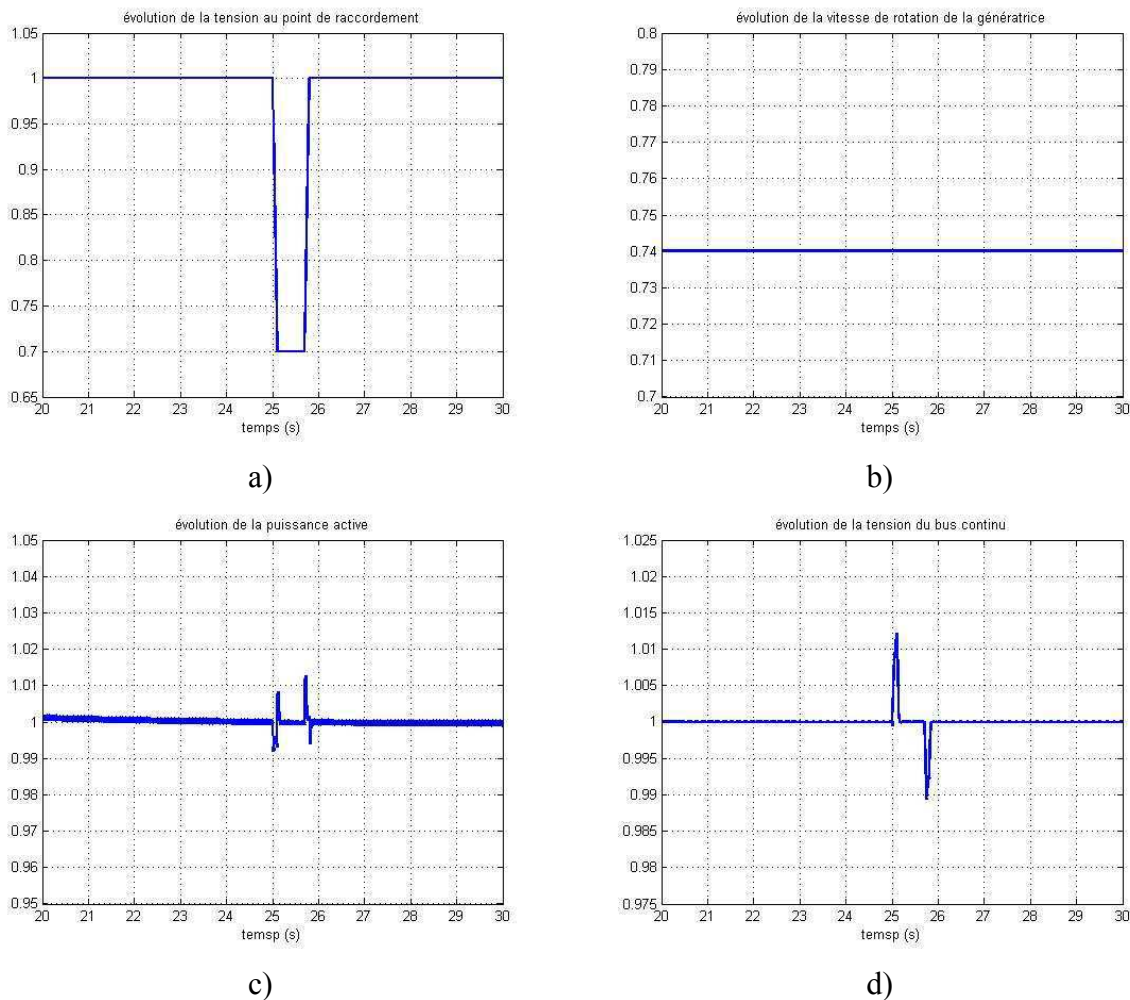 évolution de la tension au point de raccordement
1.05
1
0.95
0.9
0.85
0.8
0.75
0.7
0.65
20 21 22 23 24 25 26 27 28 29 30
temps (s)
a)
évolution de la vitesse de rotation de la génératrice
0.8
0.79
0.78
0.77
0.76
0.75
0.74
0.73
0.72
0.71
0.7
20 21 22 23 24 25 26 27 28 29 30
temps (s)
b)
évolution de la puissance active
1.05
1.04
1.03
1.02
1.01
1
0.99
0.98
0.97
0.96
0.95
20 21 22 23 24 25 26 27 28 29 30
temsp (s)
c)
évolution de la tension du bus continu
1.025
1.02
1.015
1.01
1.005
1
0.995
0.99
0.985
0.98
0.975
20 21 22 23 24 25 26 27 28 29 30
temsp (s)
d)